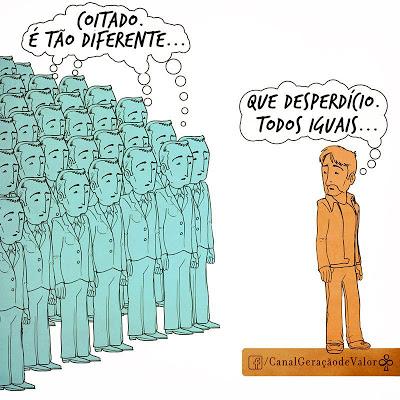 COITADO.
É TÃO DIFERENTE...
QUE DESPERDÍCIO.
TODOS IGUAIS...
f/CanalGeraçãodeValor